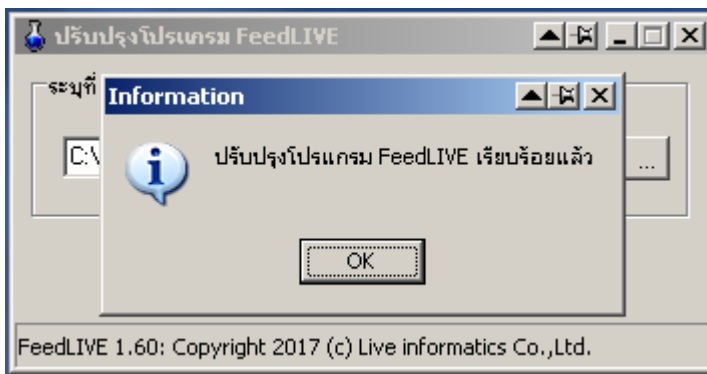 ปรับปรุงโปรแกรม FeedLIVE
ระบุที่
Information
C:\
ปรับปรุงโปรแกรม FeedLIVE เรียบร้อยแล้ว
...
OK
FeedLIVE 1.60: Copyright 2017 (c) Live informatics Co.,Ltd.